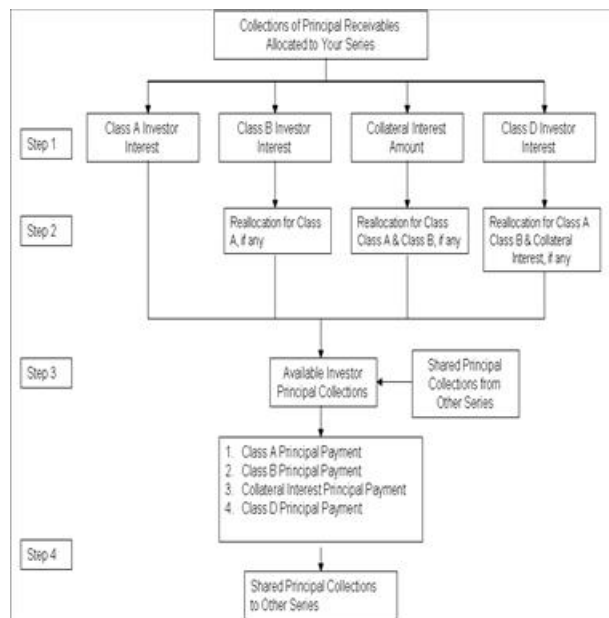 Collections of Principal Receivables
Allocated to Your Series
Step 1
Class A Investor
Interest
Class B Investor
Interest
Collateral Interest
Amount
Class D Investor
Interest
Step 2
Reallocation for Class
A, if any
Reallocation for Class
Class A & Class B, if any
Reallocation for Class A
Class B & Collateral
Interest, if any
Step 3
Available Investor
Principal Collections
Shared Principal
Collections from
Other Series
1. Class A Principal Payment
2. Class B Principal Payment
3. Collateral Interest Principal Payment
4. Class D Principal Payment
Step 4
Shared Principal Collections
to Other Series